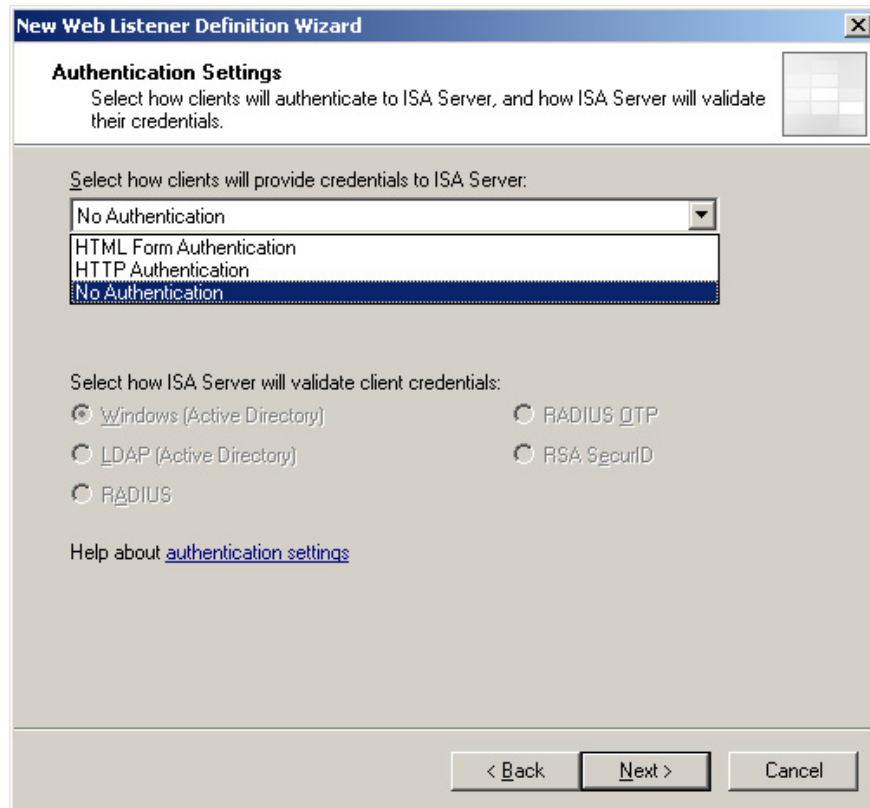 New Web Listener Definition Wizard
Authentication Settings
Select how clients will authenticate to ISA Server, and how ISA Server will validate
their credentials.
Select how clients will provide credentials to ISA Server:
No Authentication
HTML Form Authentication
HTTP Authentication
No Authentication
Select how ISA Server will validate client credentials:
Windows (Active Directory)
RADIUS OTP
LDAP (Active Directory)
RSA SecurID
RADIUS
Help about authentication settings
< Back
Next >
Cancel